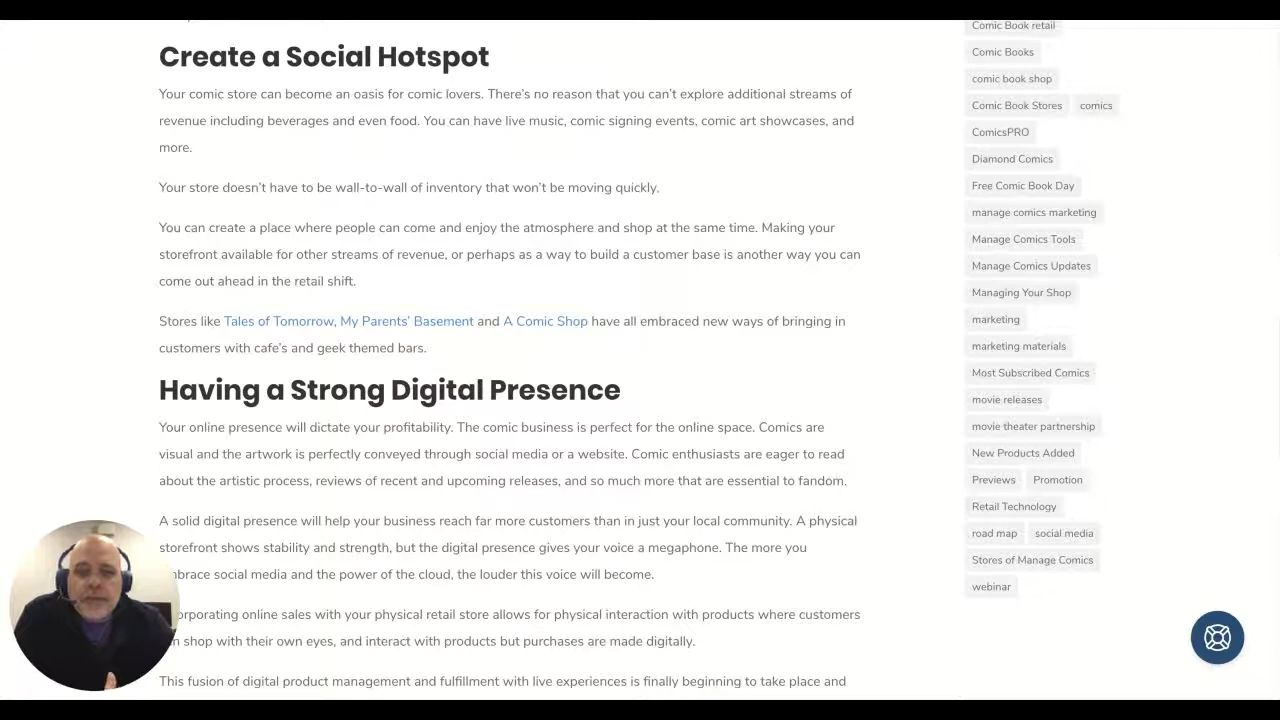 Create a Social Hotspot
Your comic store can become an oasis for comic lovers. There's no reason that you can't explore additional streams of
revenue including beverages and even food. You can have live music, comic signing events, comic art showcases, and
more.
Your store doesn't have to be wall-to-wall of inventory that won't be moving quickly.
You can create a place where people can come and enjoy the atmosphere and shop at the same time. Making your
storefront available for other streams of revenue, or perhaps as a way to build a customer base is another way you can
come out ahead in the retail shift.
Stores like Tales of Tomorrow, My Parents' Basement and A Comic Shop have all embraced new ways of bringing in
customers with cafe's and geek themed bars.
Having a Strong Digital Presence
Your online presence will dictate your profitability. The comic business is perfect for the online space. Comics are
visual and the artwork is perfectly conveyed through social media or a website. Comic enthusiasts are eager to read
about the artistic process, reviews of recent and upcoming releases, and so much more that are essential to fandom.
A solid digital presence will help your business reach far more customers than in just your local community. A physical
storefront shows stability and strength, but the digital presence gives your voice a megaphone. The more you
mbrace social media and the power of the cloud, the louder this voice will become.
orporating online sales with your physical retail store allows for physical interaction with products where customers
n shop with their own eyes, and interact with products but purchases are made digitally.
This fusion of digital product management and fulfillment with live experiences is finally beginning to take place and
Comic Book retail
Comic Books
comic book shop
Comic Book Stores comics
ComicsPRO
Diamond Comics
Free Comic Book Day
manage comics marketing
Manage Comics Tools
Manage Comics Updates
Managing Your Shop
marketing
marketing materials
Most Subscribed Comics
movie releases
movie theater partnership
New Products Added
Previews Promotion
Retail Technology
road map social media
Stores of Manage Comics
webinar